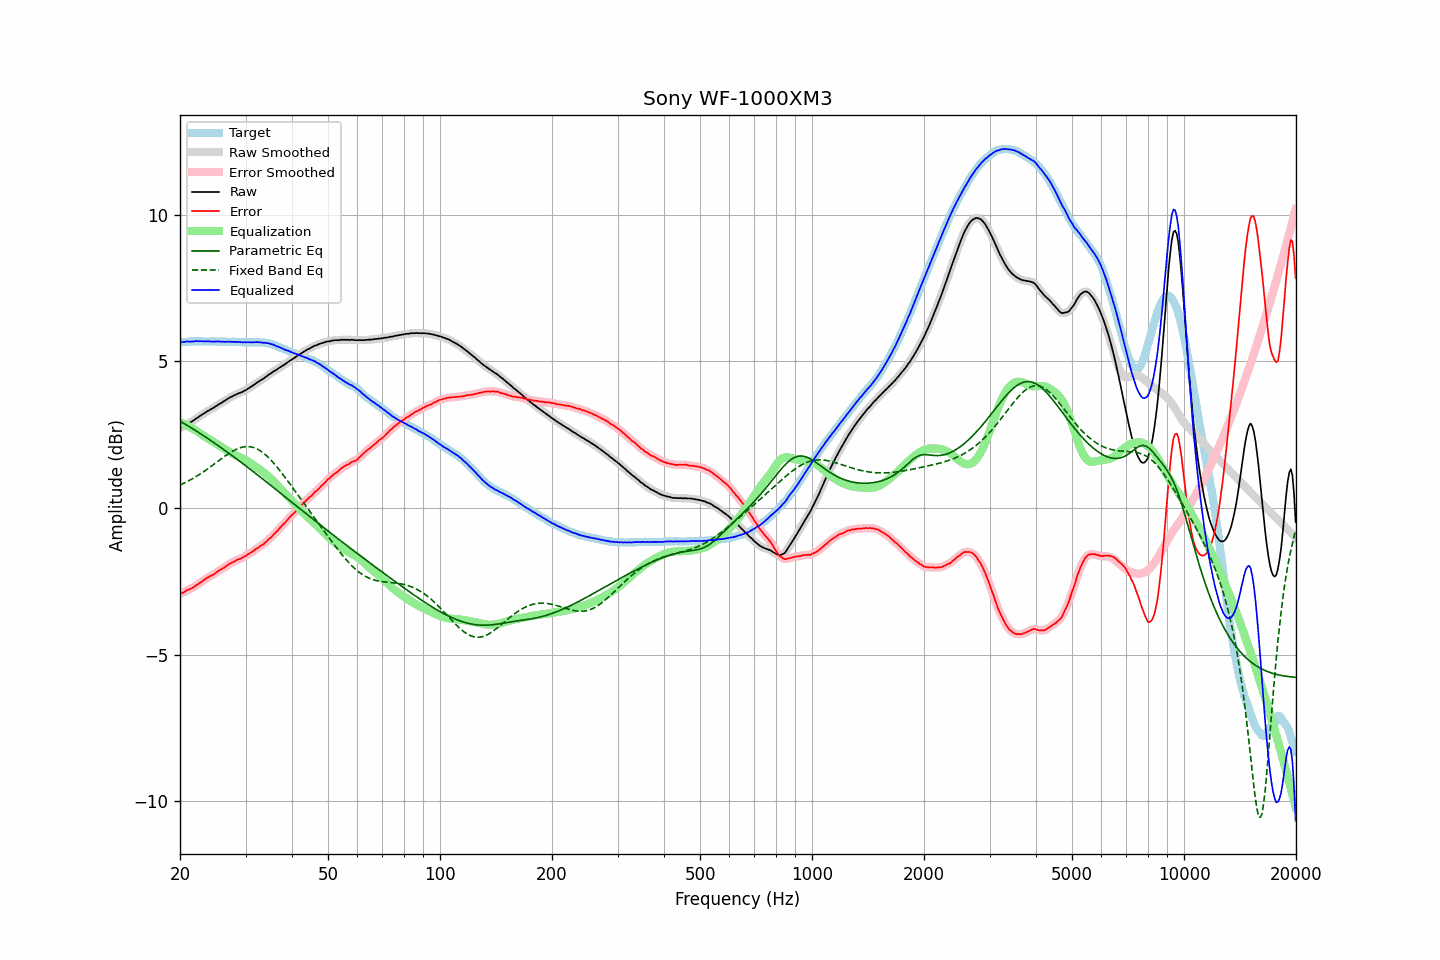 Sony WF-1000XM3
Target
Raw Smoothed
Error Smoothed
Raw
Error
Equalization
Parametric Eq
Fixed Band Eq
Equalized
10
5
0
−5
−10
Amplitude (dBr)
20 50 100 200 500 1000 2000 5000 10000 20000
Frequency (Hz)